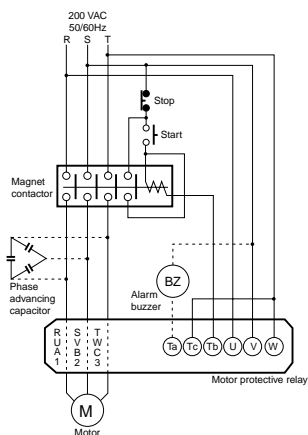 200 VAC
50/60Hz
R S T
Stop
Start
Magnet
contactor
Phase
advancing
capacitor
BZ
Alarm
buzzer
R U A 1
S V B 2
T W C 3
Ta Tc Tb U V W
Motor protective relay
M
Motor